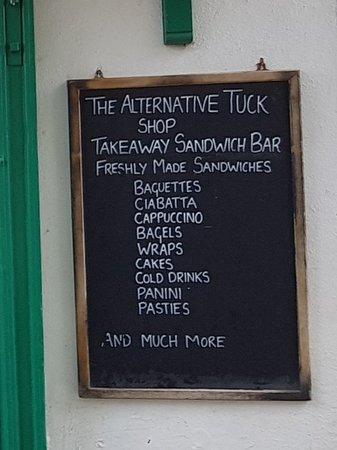 THE ALTERNATIVE TUCK
SHOP
TAKEAWAY SANDWICH BAR
FRESHLY MADE SANDWICHES
BAGUETTES
CIABATTA
CAPPUCCINO
BAGELS
WRAPS
CAKES
COLD DRINKS
PANINI
PASTIES
AND MUCH MORE